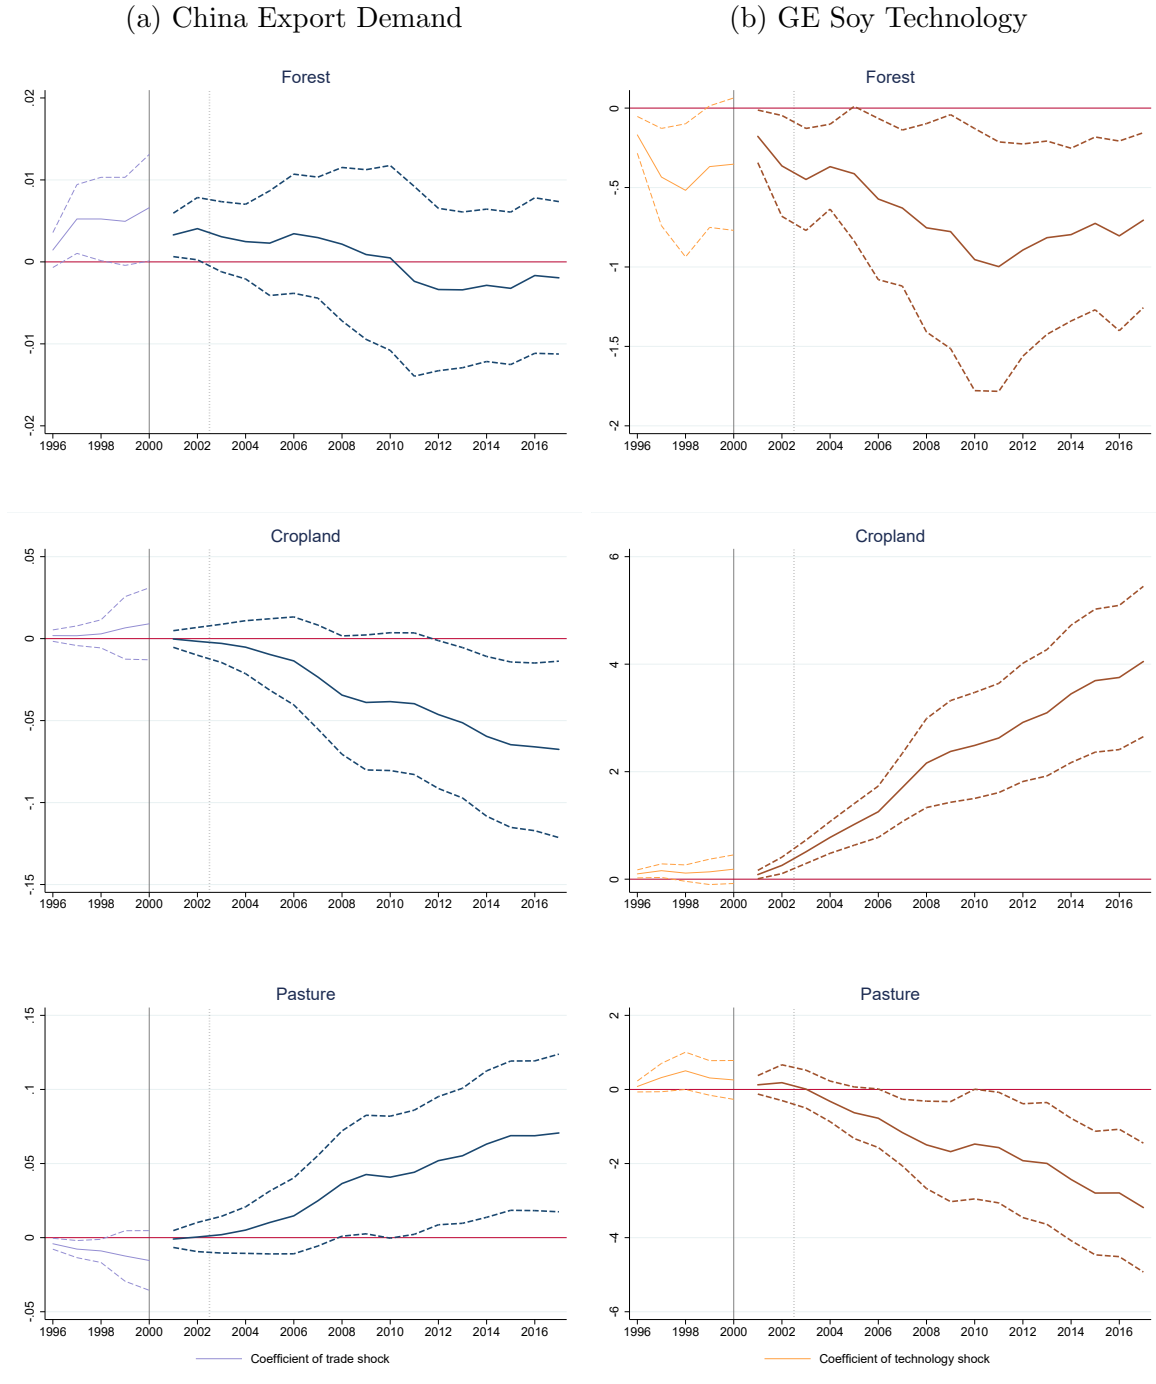 (a) China Export Demand
(b) GE Soy Technology
Forest
.02
.01
0
-.01
-.02
1996 1998 2000 2002 2004 2006 2008 2010 2012 2014 2016
Forest
0
-.5
-1
-1.5
-2
1996 1998 2000 2002 2004 2006 2008 2010 2012 2014 2016
Cropland
.05
0
-.05
-.1
-.15
1996 1998 2000 2002 2004 2006 2008 2010 2012 2014 2016
Cropland
6
4
2
0
1996 1998 2000 2002 2004 2006 2008 2010 2012 2014 2016
Pasture
.15
.1
.05
0
-.05
1996 1998 2000 2002 2004 2006 2008 2010 2012 2014 2016
Coefficient of trade shock
Pasture
2
0
-2
-4
-6
1996 1998 2000 2002 2004 2006 2008 2010 2012 2014 2016
Coefficient of technology shock